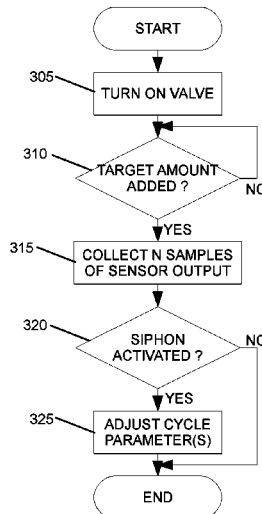 START
305
TURN ON VALVE
310
TARGET AMOUNT
ADDED ?
NO
YES
315
COLLECT N SAMPLES
OF SENSOR OUTPUT
320
SIPHON
ACTIVATED ?
NO
YES
325
ADJUST CYCLE
PARAMETER(S)
END